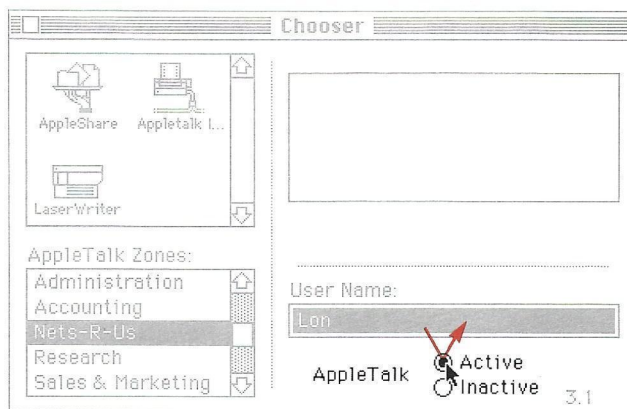 Chooser
AppleShare
Appletalk I...
LaserWriter
AppleTalk Zones:
Administration
Accounting
Nets-R-Us
Research
Sales & Marketing
User Name:
Lon
AppleTalk
Active
Inactive
3.1